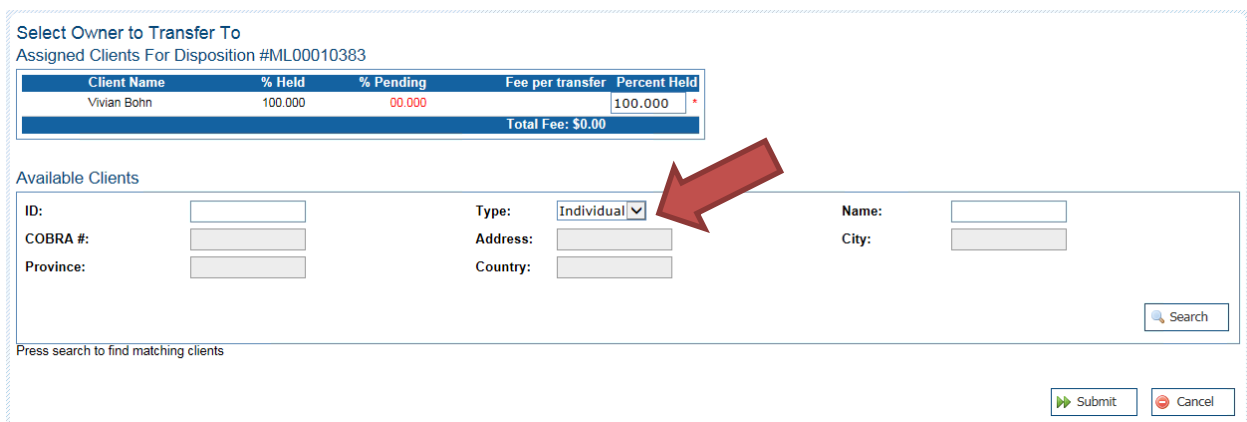 Select Owner to Transfer To
Assigned Clients For Disposition #ML00010383
Client Name % Held % Pending Fee per transfer Percent Held
Vivian Bohn 100.000 00.000 100.000 *
Total Fee: $0.00
Available Clients
ID: Type: Individual Name:
COBRA #: Address: City:
Province: Country:
Search
Press search to find matching clients
Submit Cancel